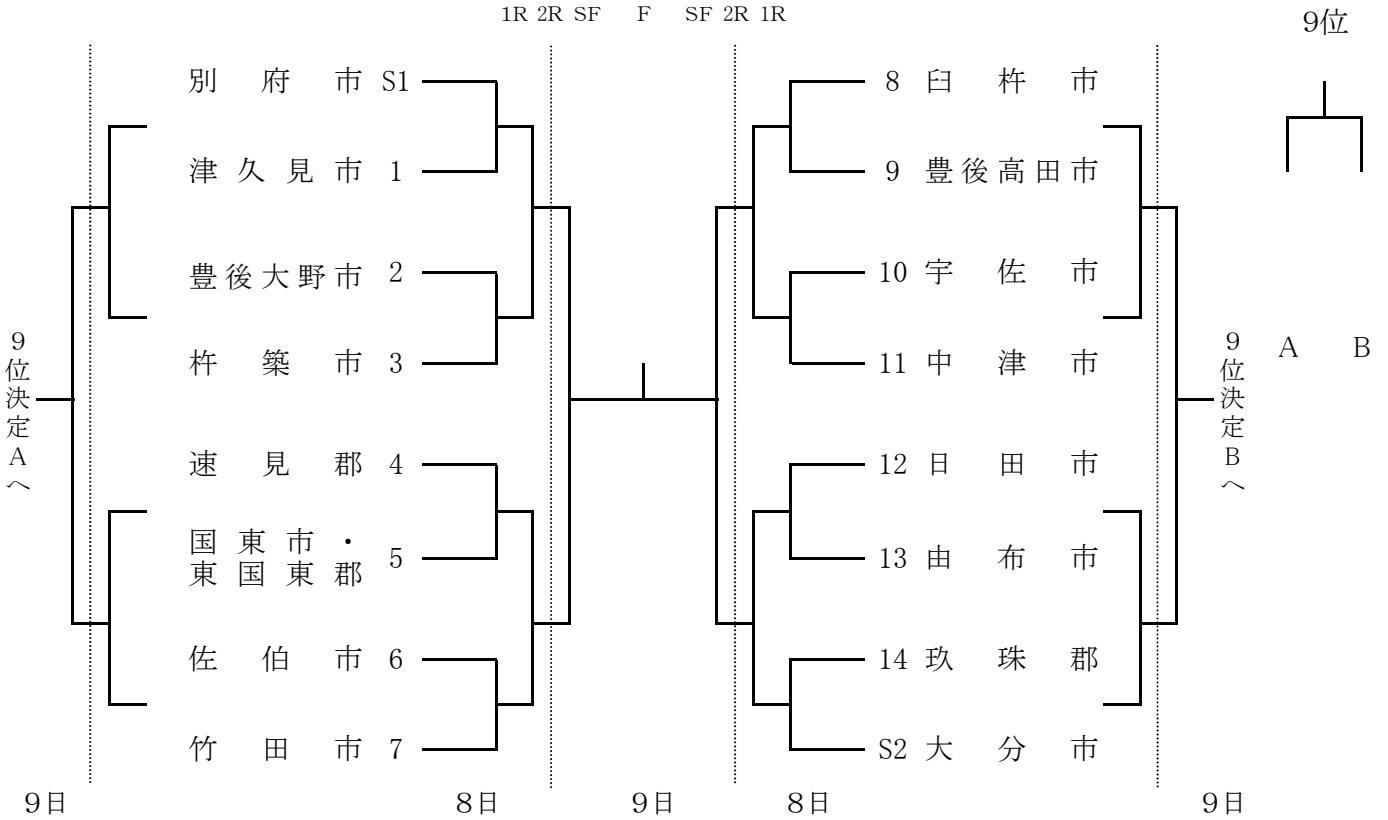 1R 2R SF F SF 2R 1R
9位
別府市 S1
8 臼杵市
津久見市 1
9 豊後高田市
豊後大野市 2
10 宇佐市
杵築市 3
11 中津市
A B
9位決定Aへ
9位決定Bへ
速見郡 4
12 日田市
国東市・
東国東郡 5
13 由布市
佐伯市 6
14 玖珠郡
竹田市 7
S2 大分市
9日 8日 9日 8日 9日